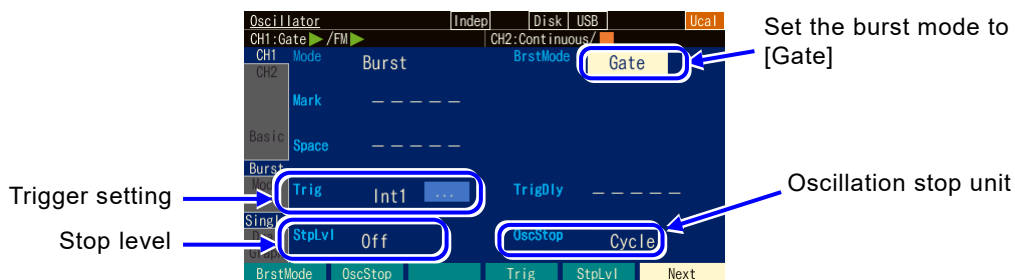 Oscillator Indep Disk USB Ucal
CH1:Gate /FM CH2:Continuous/
CH1 Mode Burst BrstMode Gate
CH2
Mark – – – – –
Basic Space – – – – –
Burst
Trig Int1 ... TrigDly – – – – –
StpLvl Off OscStop Cycle
BrstMode OscStop Trig StpLvl Next
Set the burst mode to
[Gate]
Trigger setting
Oscillation stop unit
Stop level